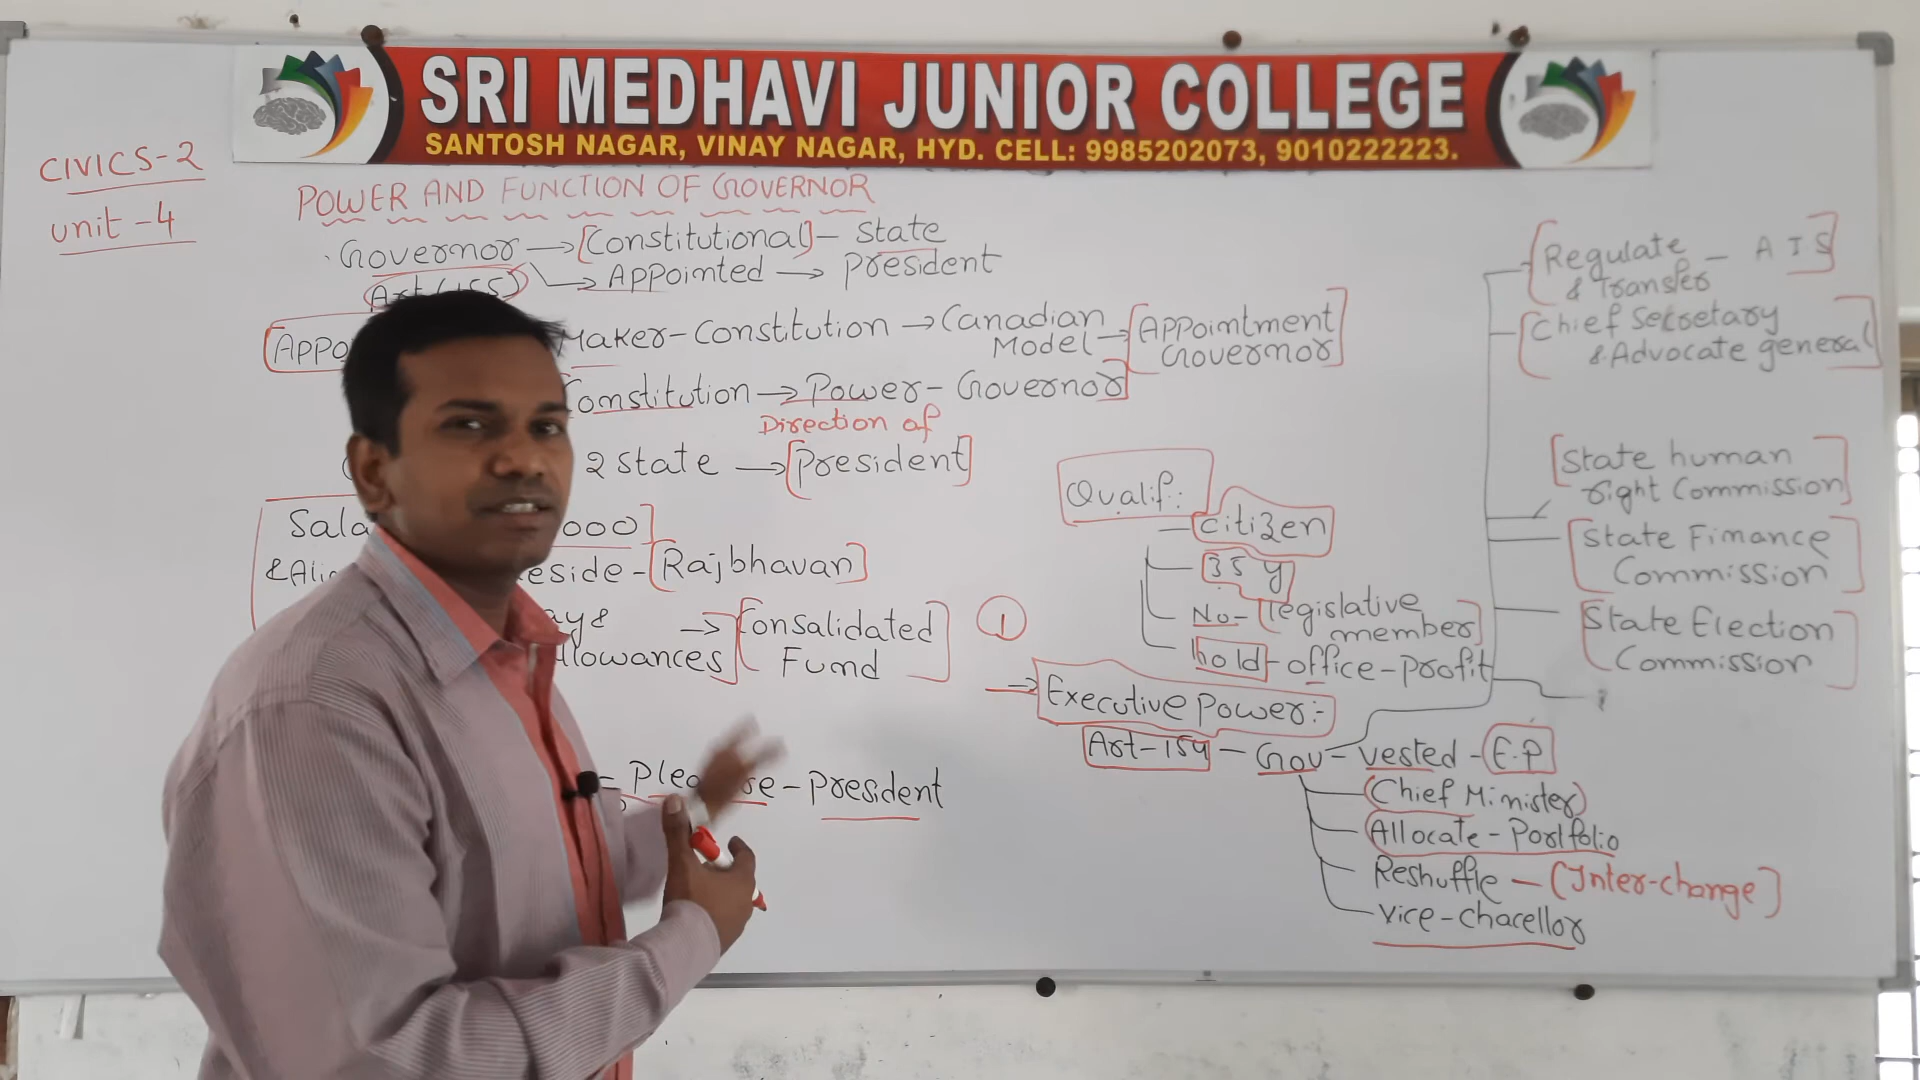 SRI MEDHAVI JUNIOR COLLEGE
SANTOSH NAGAR, VINAY NAGAR, HYD. CELL: 9985202073, 9010222223.
CIVICS-2
unit -4
POWER AND FUNCTION OF GOVERNOR
Governor → [Constitutional] - State
→ Appointed → President
Maker-Constitution → Canadian Model → [Appointment Governor]
Constitution → Power - Governor]
Direction of
2 state → [President]
000]
[Rajbhavan]
Allowances] → [Consalidated
Fund]
① 
- Pleasure - President
Qualif:
- citizen
- 35 y
- No - [legislative
member]
- hold - office - profit
→ Executive Power:-
Art-154 - Gov - vested - E.P
(Chief Minister)
Allocate - Portfolio
Reshuffle - (Inter-change]
Vice-chacellor
[Regulate
& Transfer - AIS]
[Chief Secretary
& Advocate general]
[State human
right Commission]
[State Finance
Commission]
[State Election
Commission]